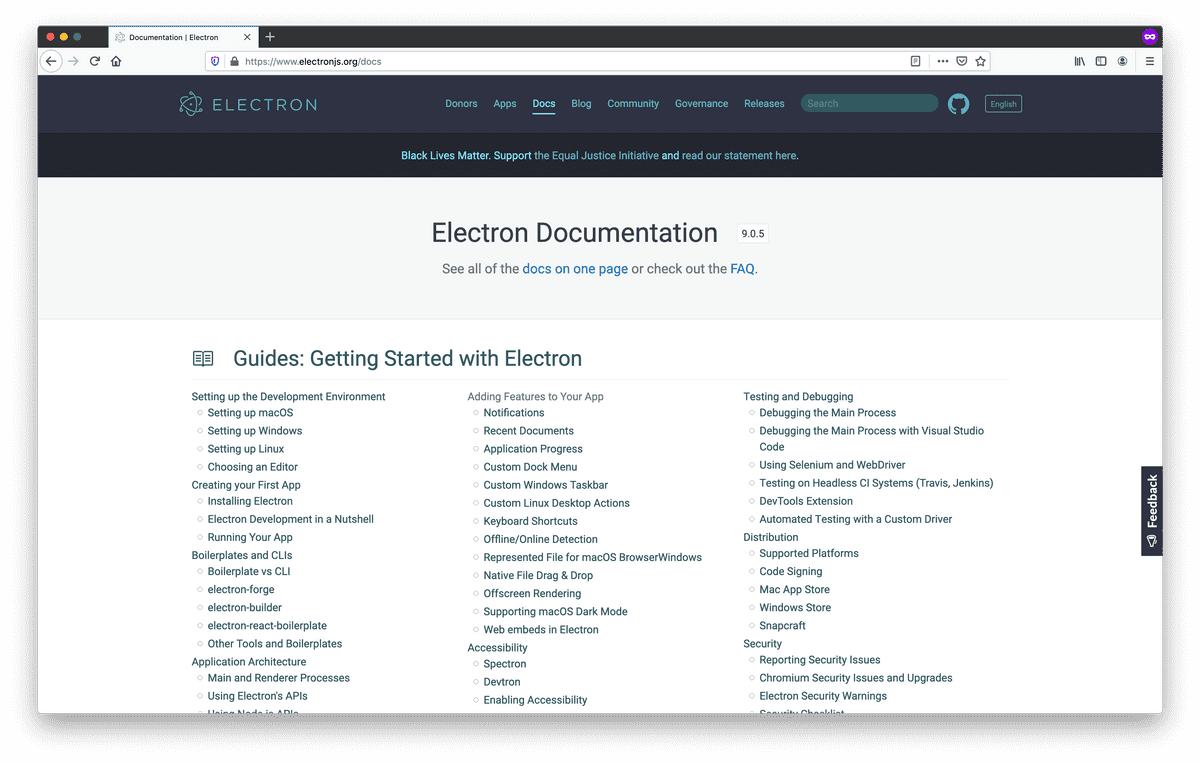 Documentation | Electron
https://www.electronjs.org/docs
ELECTRON
Donors
Apps
Docs
Blog
Community
Governance
Releases
Search
English
Black Lives Matter. Support the Equal Justice Initiative and read our statement here.
Electron Documentation
9.0.5
See all of the docs on one page or check out the FAQ.
Guides: Getting Started with Electron
Setting up the Development Environment
Setting up macOS
Setting up Windows
Setting up Linux
Choosing an Editor
Creating your First App
Installing Electron
Electron Development in a Nutshell
Running Your App
Boilerplates and CLIs
Boilerplate vs CLI
electron-forge
electron-builder
electron-react-boilerplate
Other Tools and Boilerplates
Application Architecture
Main and Renderer Processes
Using Electron's APIs
Using Node.js APIs
Adding Features to Your App
Notifications
Recent Documents
Application Progress
Custom Dock Menu
Custom Windows Taskbar
Custom Linux Desktop Actions
Keyboard Shortcuts
Offline/Online Detection
Represented File for macOS BrowserWindows
Native File Drag & Drop
Offscreen Rendering
Supporting macOS Dark Mode
Web embeds in Electron
Accessibility
Spectron
Devtron
Enabling Accessibility
Testing and Debugging
Debugging the Main Process
Debugging the Main Process with Visual Studio
Code
Using Selenium and WebDriver
Testing on Headless CI Systems (Travis, Jenkins)
DevTools Extension
Automated Testing with a Custom Driver
Distribution
Supported Platforms
Code Signing
Mac App Store
Windows Store
Snapcraft
Security
Reporting Security Issues
Chromium Security Issues and Upgrades
Electron Security Warnings
Security Checklist
Feedback